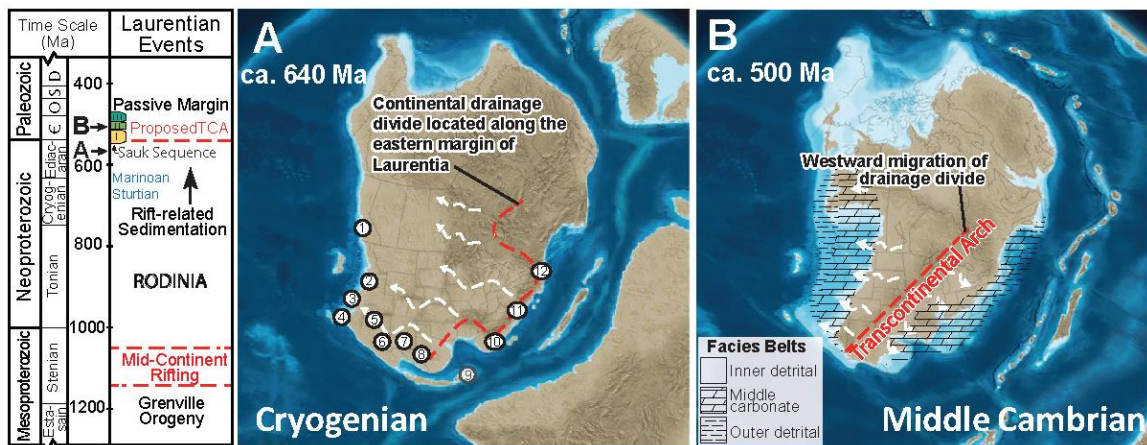 Time Scale
(Ma)
Laurentian
Events
Paleozoic
Neoproterozoic
Mesoproterozoic
D
S
O
Є
Ediac-
aran
Cryog-
enian
Tonian
Stenian
Esta-
sain
400
600
800
1000
1200
B
A
Passive Margin
ProposedTCA
Sauk Sequence
Marinoan
Sturtian
Rift-related
Sedimentation
RODINIA
Mid-Continent
Rifting
Grenville
Orogeny
A
ca. 640 Ma
Continental drainage
divide located along the
eastern margin of
Laurentia
1
2
3
4
5
6
7
8
9
10
11
12
Cryogenian
B
ca. 500 Ma
Westward migration of
drainage divide
Transcontinental Arch
Facies Belts
Inner detrital
Middle
carbonate
Outer detrital
Middle Cambrian